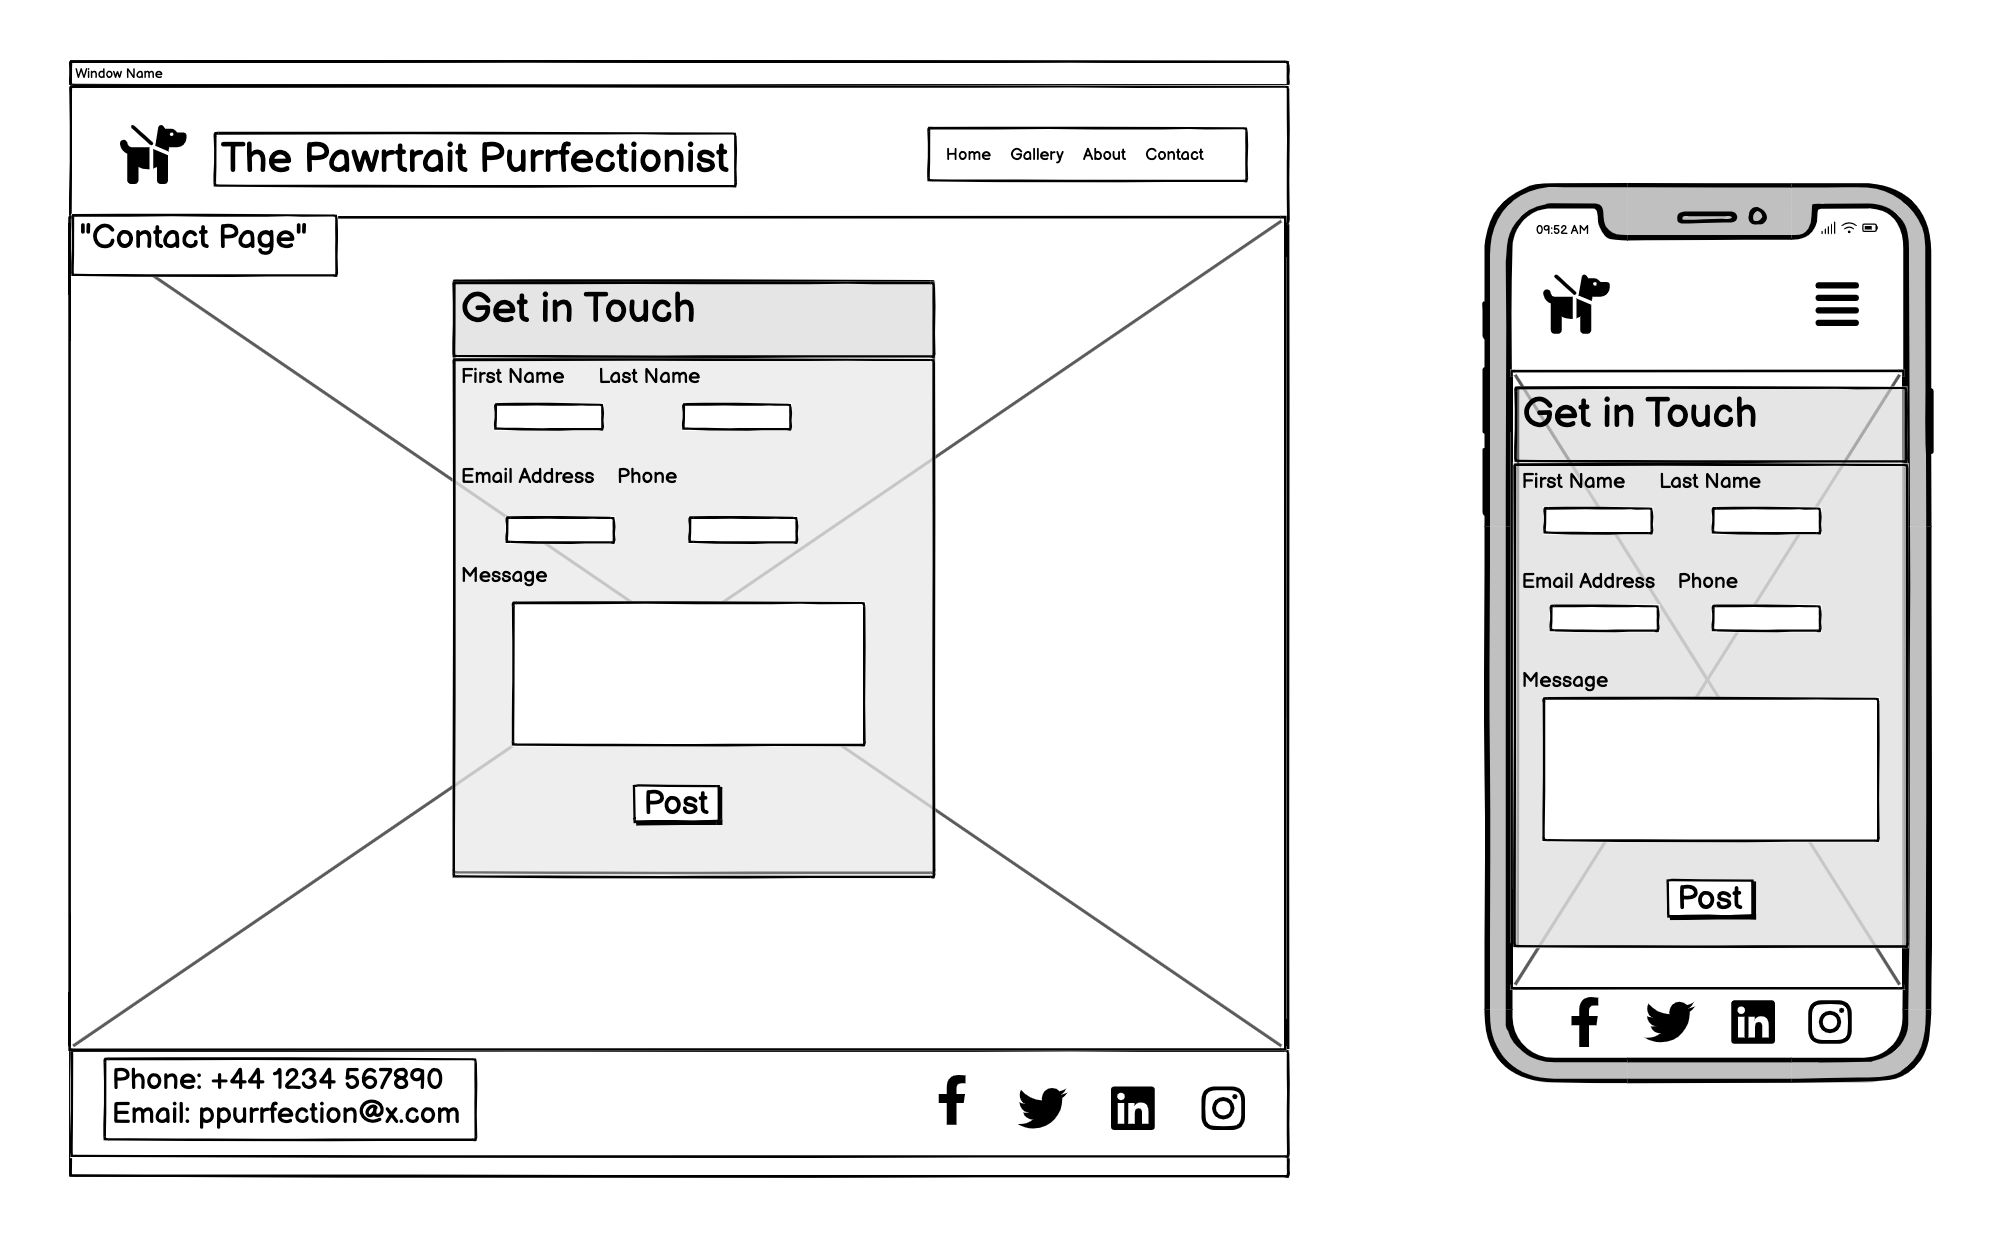 Window Name
The Pawrtrait Purrfectionist
Home Gallery About Contact
"Contact Page"
Get in Touch
First Name Last Name
Email Address Phone
Message
Post
Phone: +44 1234 567890
Email: ppurrfection@x.com
f
in
09:52 AM
Get in Touch
First Name Last Name
Email Address Phone
Message
Post
f
in